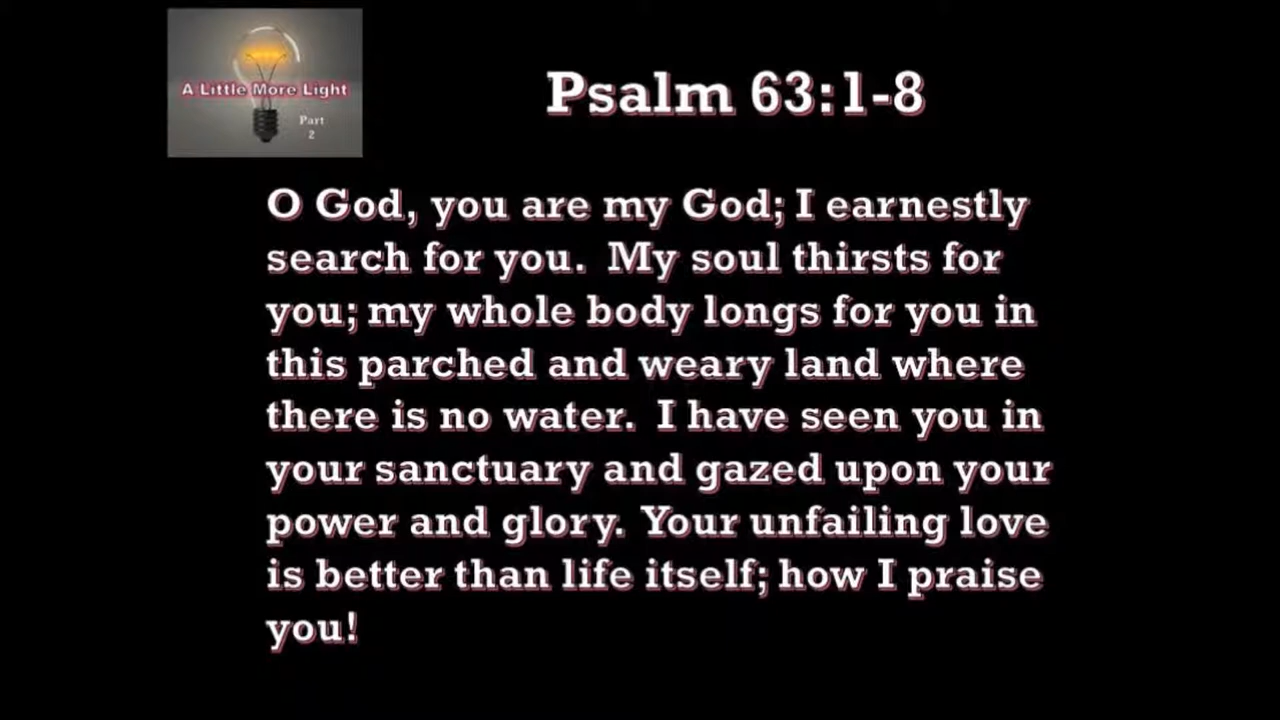 A Little More Light
Part
2
Psalm 63:1-8
O God, you are my God; I earnestly
search for you.  My soul thirsts for
you; my whole body longs for you in
this parched and weary land where
there is no water.  I have seen you in
your sanctuary and gazed upon your
power and glory.  Your unfailing love
is better than life itself; how I praise
you!